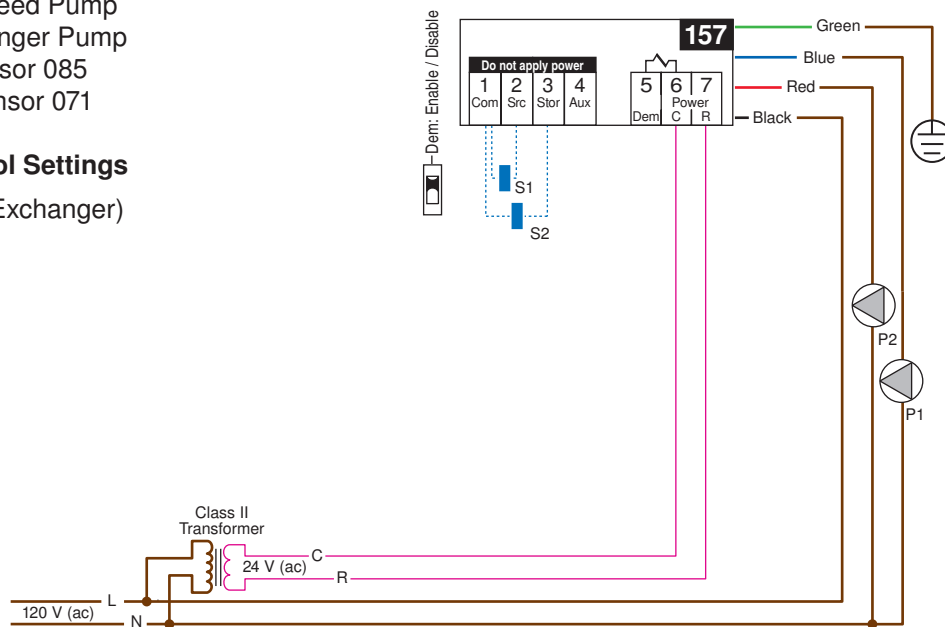 eed Pump
nger Pump
sor 085
nsor 071
ol Settings
Exchanger)
Dem: Enable / Disable
157
Do not apply power
1 2 3 4
Com Src Stor Aux
5 6 7
Power
Dem C R
Green
Blue
Red
Black
S1
S2
P2
P1
Class II
Transformer
C
24 V (ac)
R
L
120 V (ac)
N